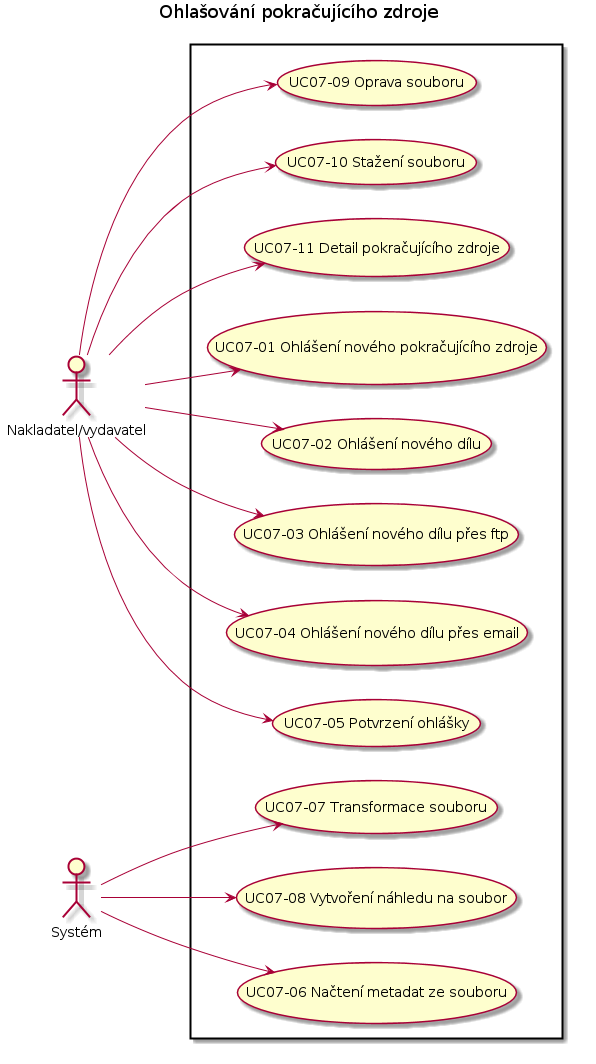 Ohlašování pokračujícího zdroje
UC07-09 Oprava souboru
UC07-10 Stažení souboru
UC07-11 Detail pokračujícího zdroje
UC07-01 Ohlášení nového pokračujícího zdroje
Nakladatel/vydavatel
UC07-02 Ohlášení nového dílu
UC07-03 Ohlášení nového dílu přes ftp
UC07-04 Ohlášení nového dílu přes email
UC07-05 Potvrzení ohlášky
UC07-07 Transformace souboru
UC07-08 Vytvoření náhledu na soubor
Systém
UC07-06 Načtení metadat ze souboru